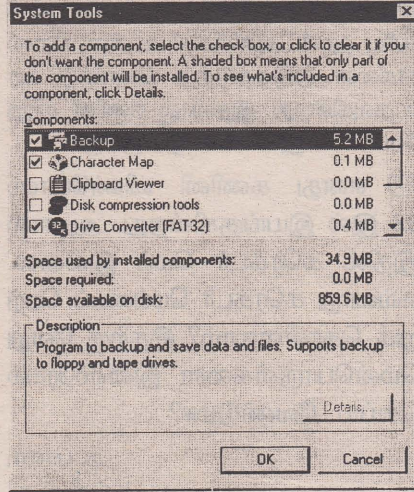 System Tools
To add a component, select the check box, or click to clear it if you
don't want the component. A shaded box means that only part of
the component will be installed. To see what's included in a
component, click Details.
Components:
Backup 5.2 MB
Character Map 0.1 MB
Clipboard Viewer 0.0 MB
Disk compression tools 0.0 MB
Drive Converter (FAT32) 0.4 MB
Space used by installed components: 34.9 MB
Space required: 0.0 MB
Space available on disk: 859.6 MB
Description
Program to backup and save data and files. Supports backup
to floppy and tape drives.
Details...
OK Cancel